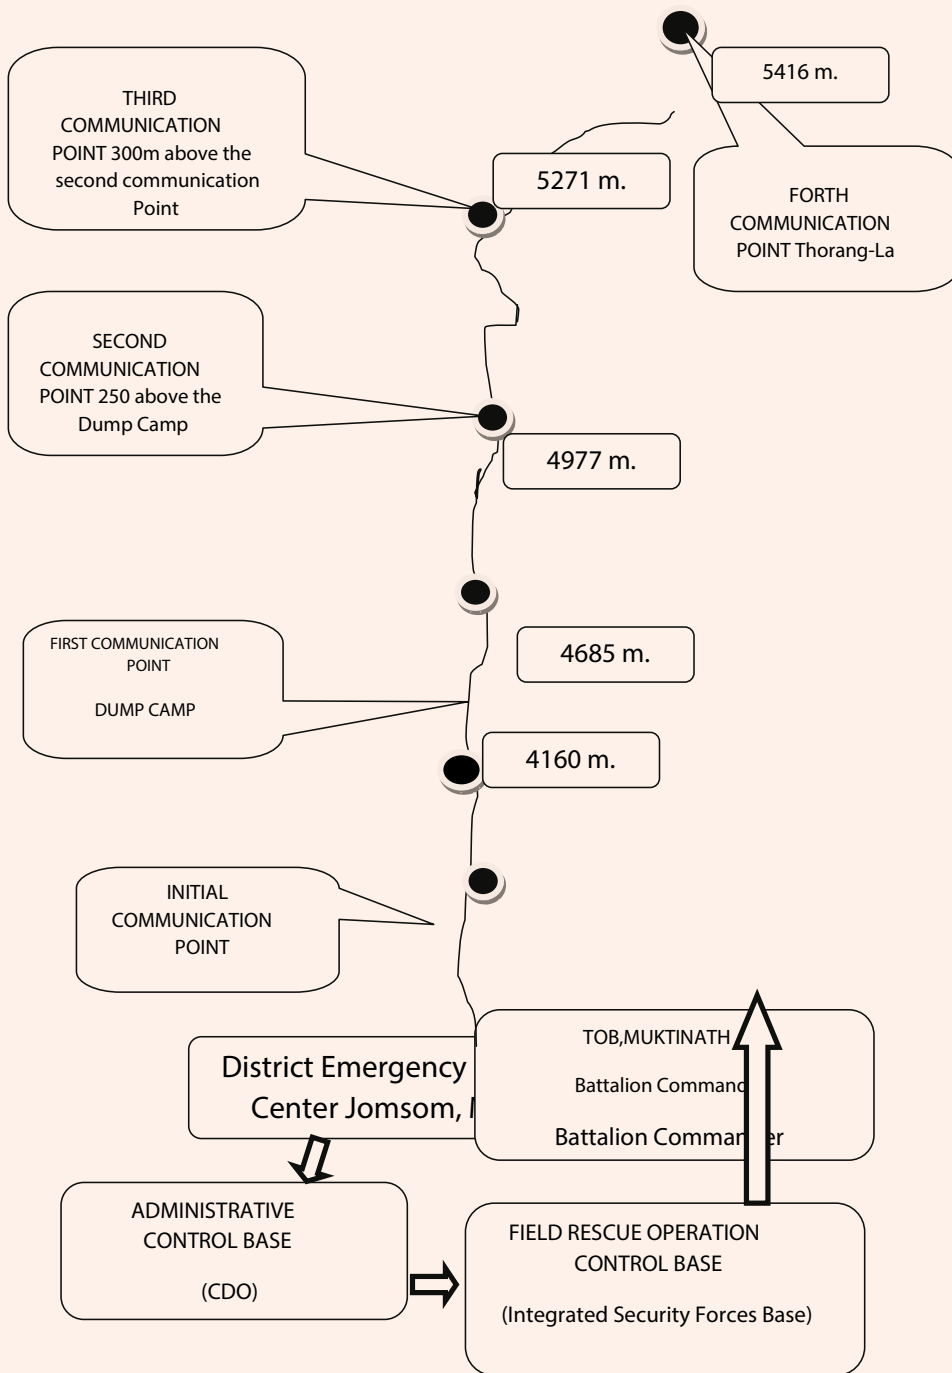 5416 m.
THIRD
COMMUNICATION
POINT 300m above the
second communication
Point
5271 m.
FORTH
COMMUNICATION
POINT Thorang-La
SECOND
COMMUNICATION
POINT 250 above the
Dump Camp
4977 m.
FIRST COMMUNICATION
POINT
DUMP CAMP
4685 m.
4160 m.
INITIAL
COMMUNICATION
POINT
District Emergency
Center Jomsom,
TOB,MUKTINATH
Battalion Command
Battalion Commander
ADMINISTRATIVE
CONTROL BASE
(CDO)
FIELD RESCUE OPERATION
CONTROL BASE
(Integrated Security Forces Base)